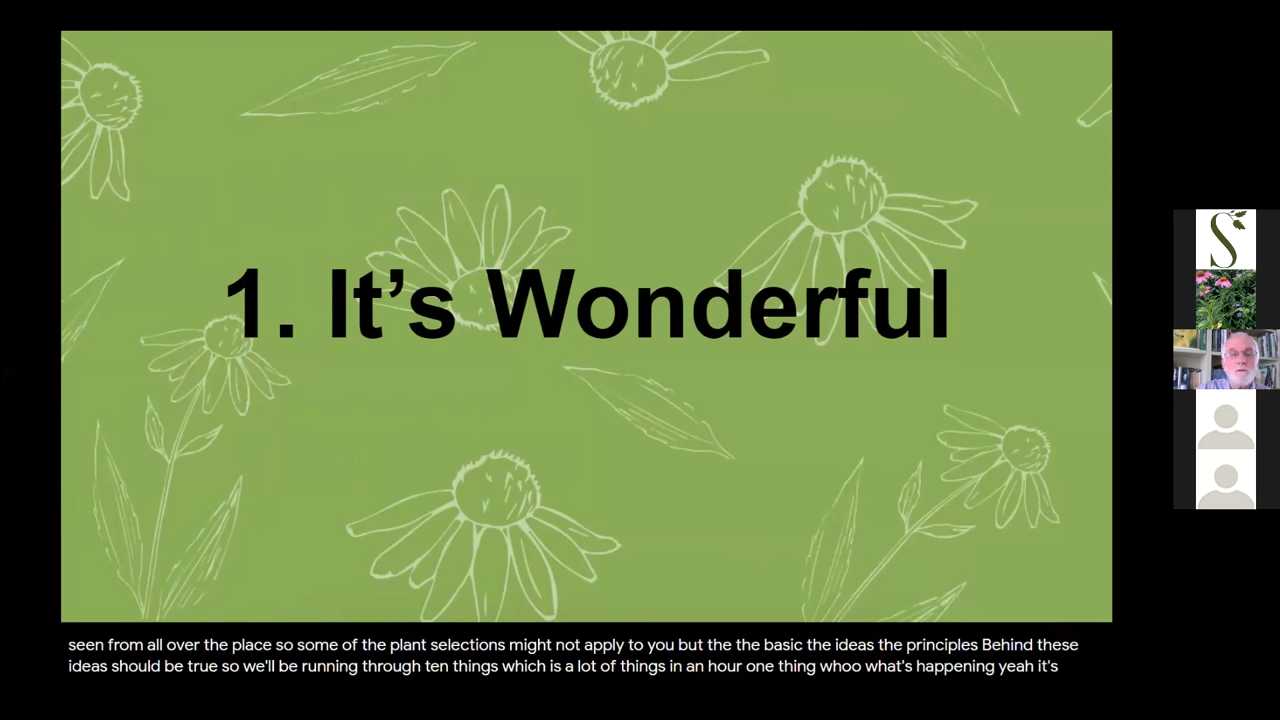 1. It's Wonderful
S
seen from all over the place so some of the plant selections might not apply to you but the the basic the ideas the principles Behind these
ideas should be true so we'll be running through ten things which is a lot of things in an hour one thing whoo what's happening yeah it's